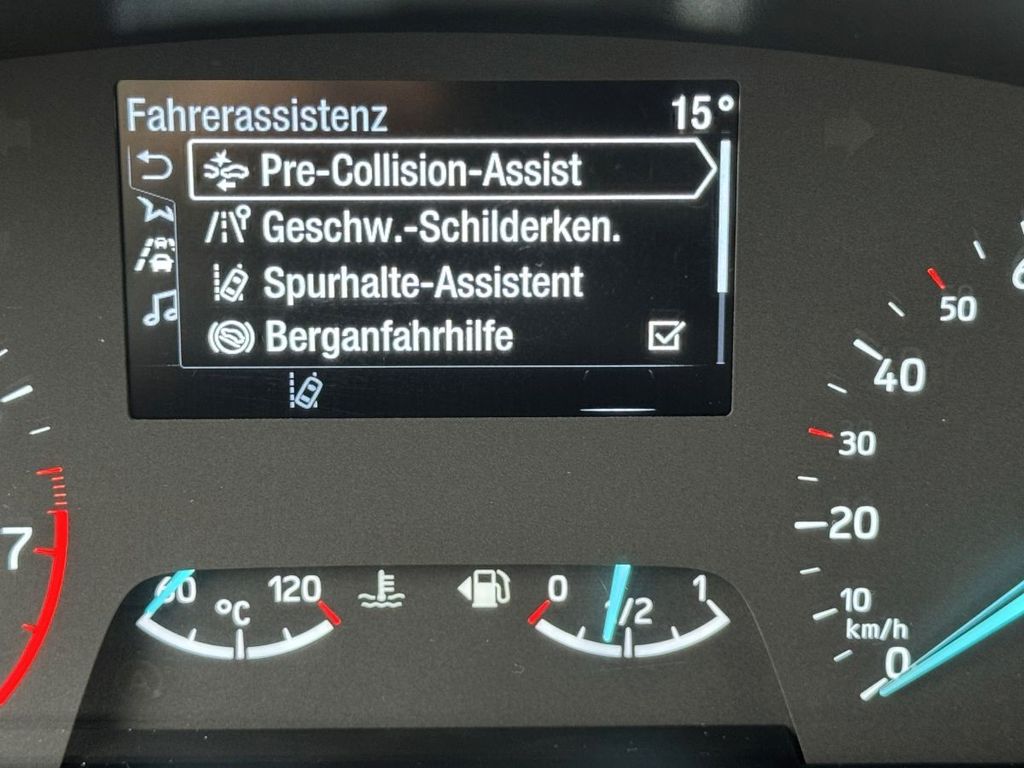 Fahrerassistenz 15°
Pre-Collision-Assist
Geschw.-Schilderken.
Spurhalte-Assistent
Berganfahrhilfe
7
60 120
°C
0 1/2 1
50
40
30
20
10
km/h
0